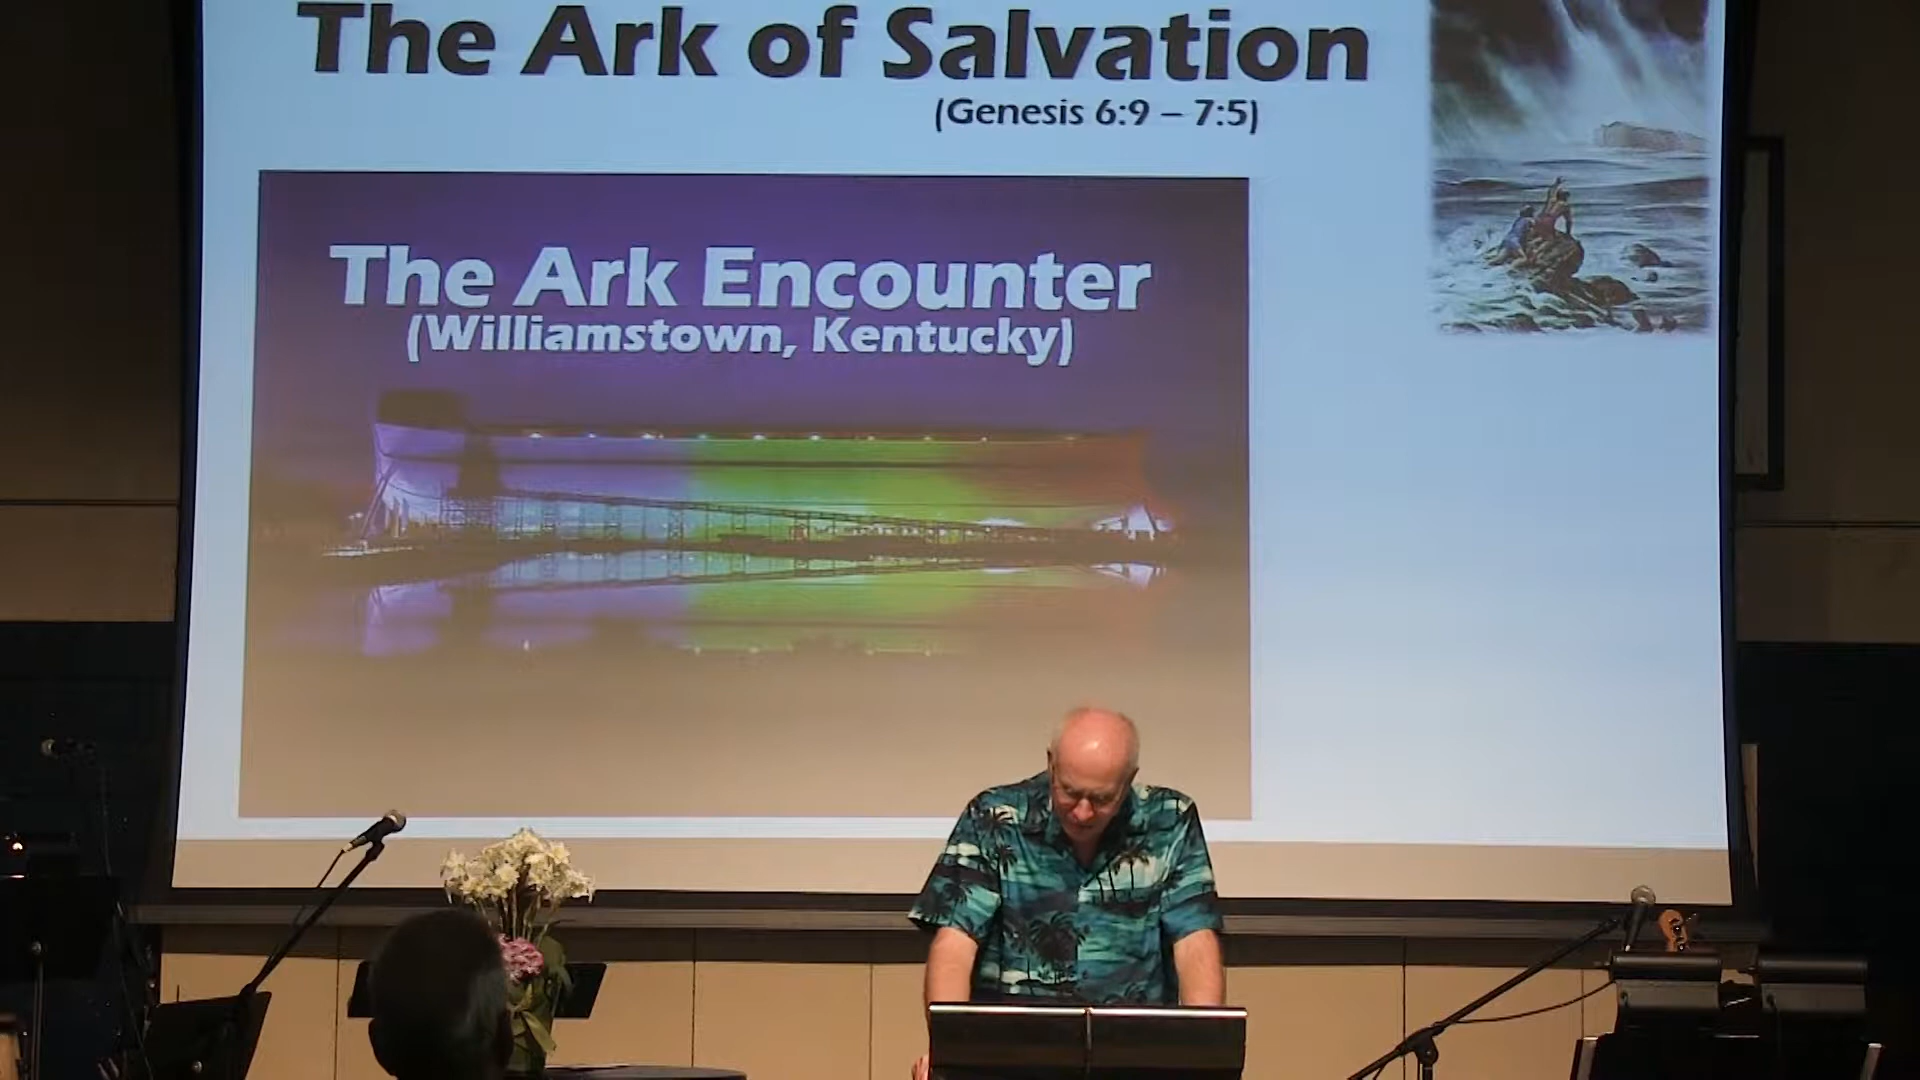 The Ark of Salvation
(Genesis 6:9 – 7:5)
The Ark Encounter
(Williamstown, Kentucky)